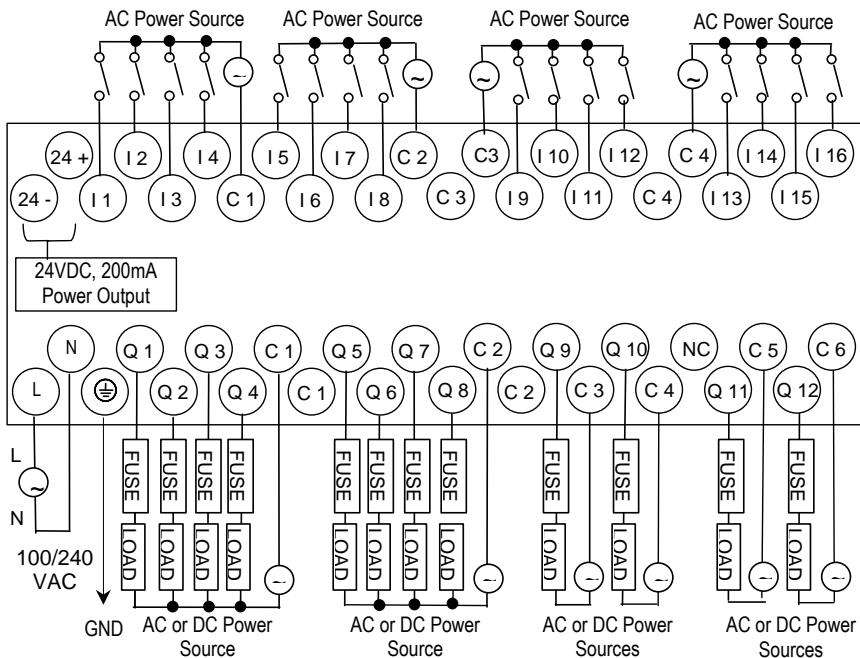 AC Power Source AC Power Source AC Power Source AC Power Source
~ ~ ~ ~
24 + I 2 I 4 I 5 I 7 C 2 C3 I 10 I 12 C 4 I 14 I 16
24 - I 1 I 3 C 1 I 6 I 8 C 3 I 9 I 11 C 4 I 13 I 15
24VDC, 200mA
Power Output
N Q 1 Q 3 C 1 Q 5 Q 7 C 2 Q 9 Q 10 NC C 5 C 6
L Q 2 Q 4 C 1 Q 6 Q 8 C 2 C 3 C 4 Q 11 Q 12
L
~
N
FUSE FUSE FUSE FUSE FUSE FUSE FUSE FUSE FUSE FUSE FUSE FUSE
LOAD LOAD LOAD LOAD LOAD LOAD LOAD LOAD LOAD LOAD LOAD LOAD
~ ~ ~ ~ ~ ~
100/240
VAC
GND
AC or DC Power
Source
AC or DC Power
Source
AC or DC Power
Sources
AC or DC Power
Sources